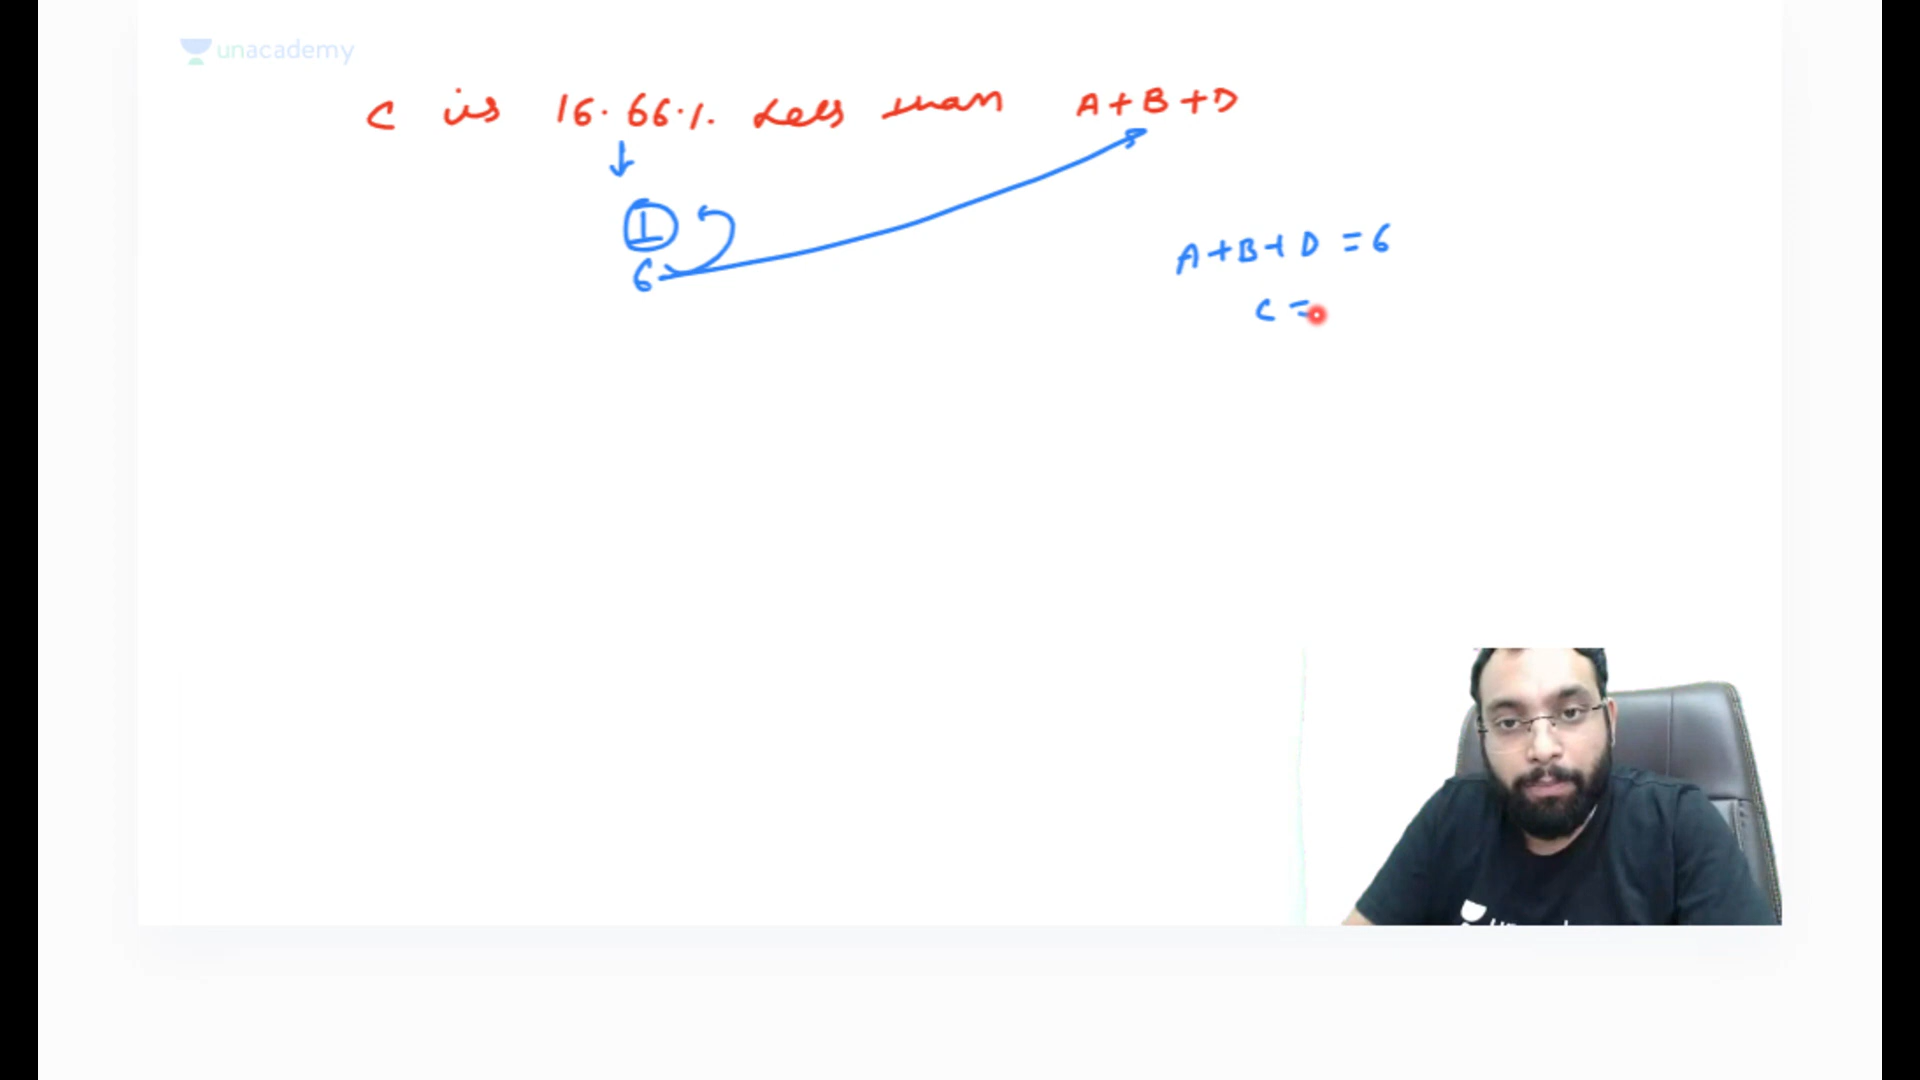 unacademy
C is 16.66% Less than A+B+D
1
6
A+B+D = 6
C =